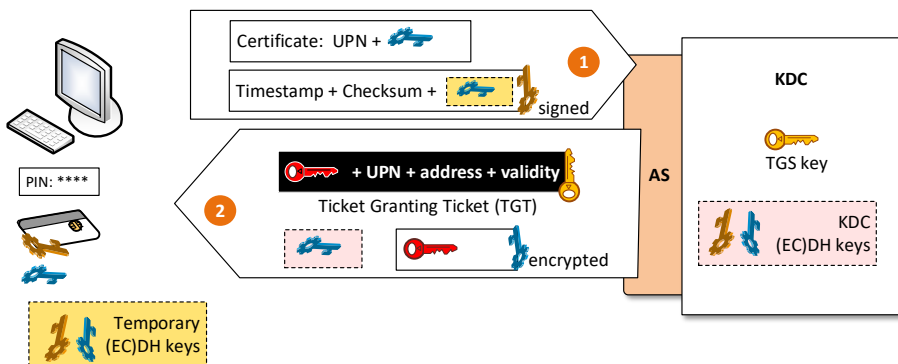 Certificate: UPN +
1
Timestamp + Checksum +
signed
KDC
TGS key
AS
PIN: ****
+ UPN + address + validity
2
Ticket Granting Ticket (TGT)
encrypted
KDC
(EC)DH keys
Temporary
(EC)DH keys